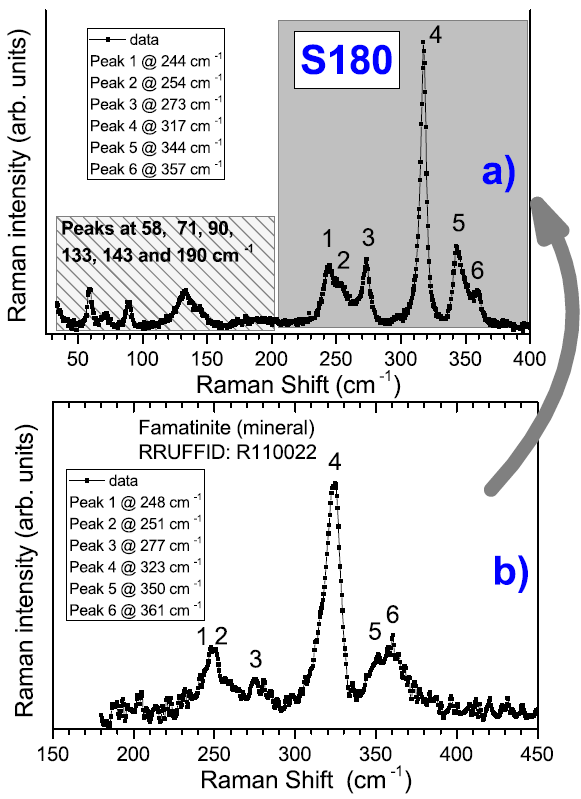 Raman intensity (arb. units)
data
Peak 1 @ 244 cm⁻¹
Peak 2 @ 254 cm⁻¹
Peak 3 @ 273 cm⁻¹
Peak 4 @ 317 cm⁻¹
Peak 5 @ 344 cm⁻¹
Peak 6 @ 357 cm⁻¹
S180
4
a)
Peaks at 58, 71, 90,
133, 143 and 190 cm⁻¹
1
2
3
5
6
50 100 150 200 250 300 350 400
Raman Shift (cm⁻¹)
Raman intensity (arb. units)
Famatinite (mineral)
RRUFFID: R110022
data
Peak 1 @ 248 cm⁻¹
Peak 2 @ 251 cm⁻¹
Peak 3 @ 277 cm⁻¹
Peak 4 @ 323 cm⁻¹
Peak 5 @ 350 cm⁻¹
Peak 6 @ 361 cm⁻¹
4
b)
1 2
3
5
6
150 200 250 300 350 400 450
Raman Shift (cm⁻¹)